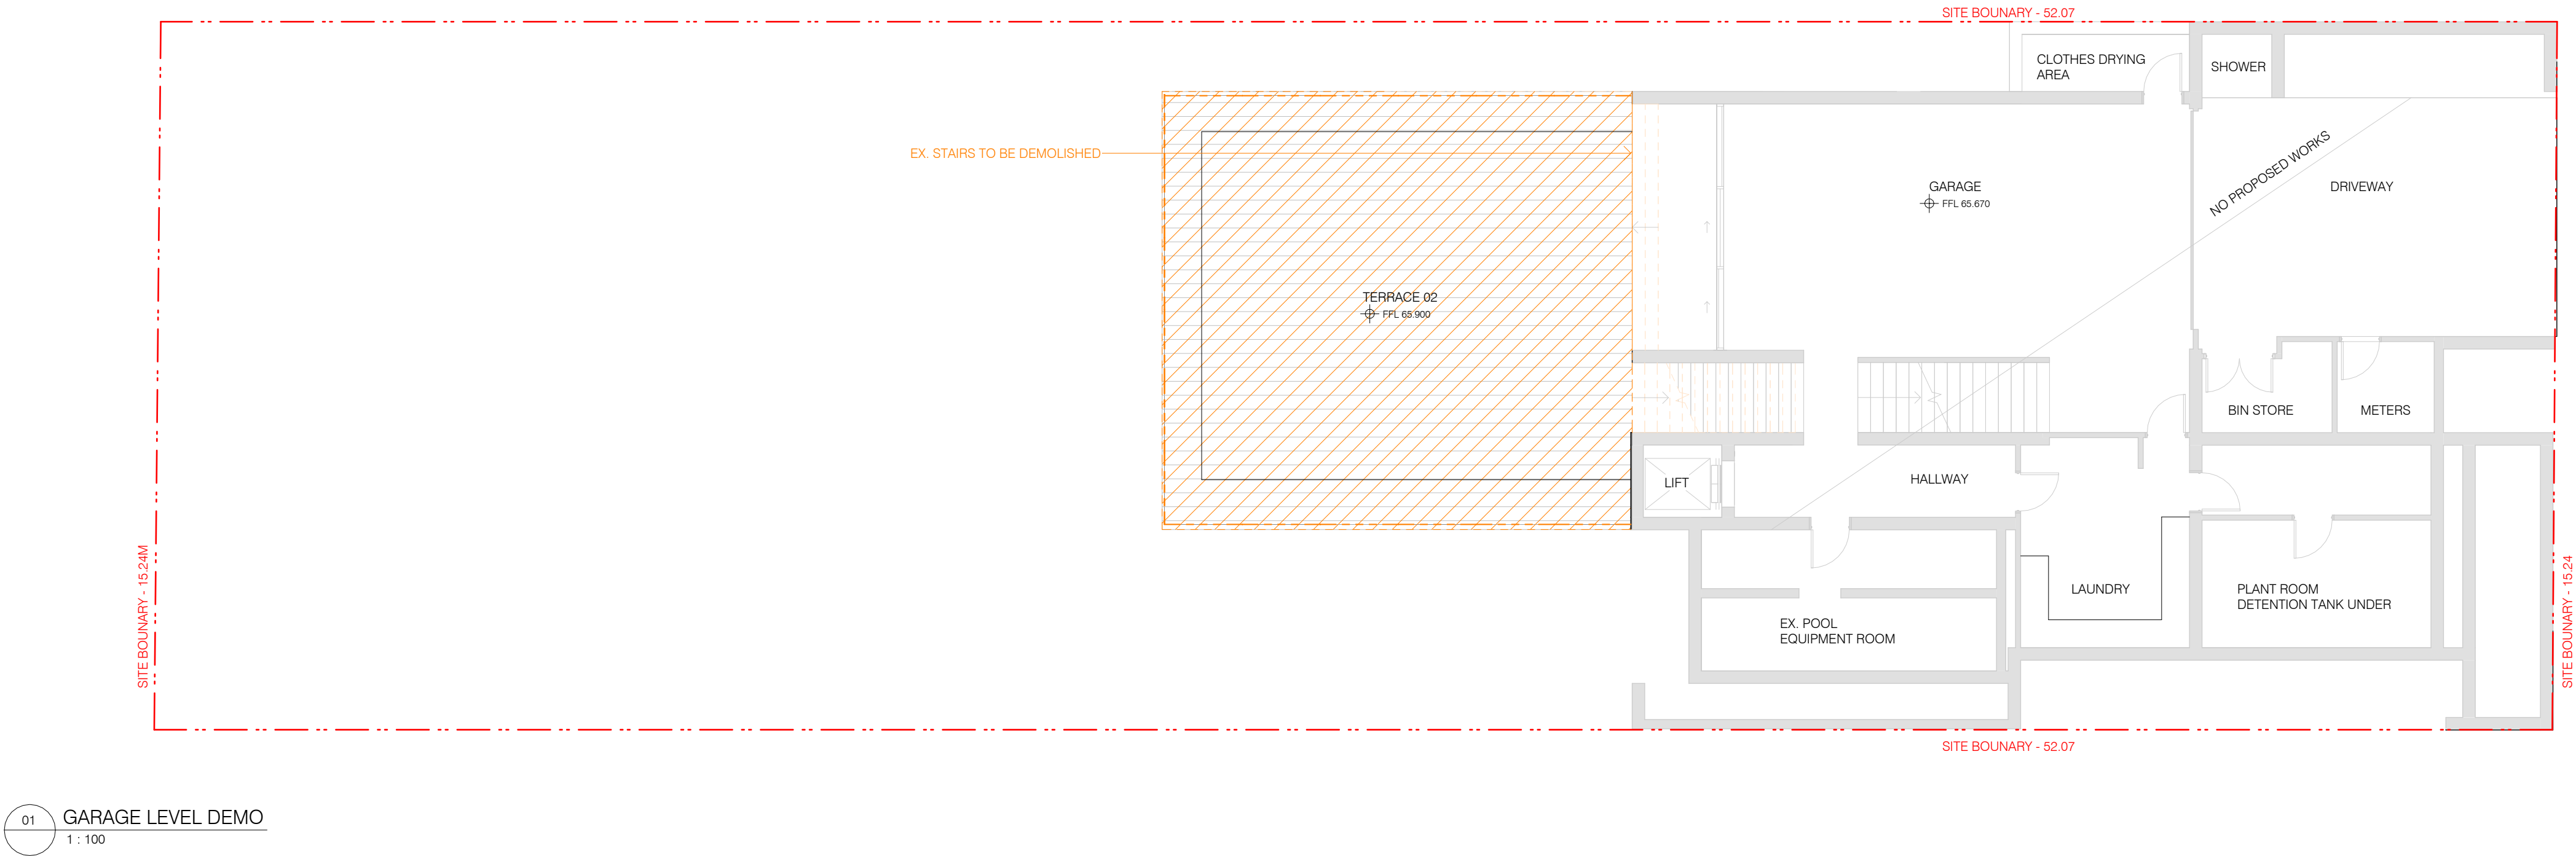 SITE BOUNARY - 52.07
CLOTHES DRYING
AREA
SHOWER
EX. STAIRS TO BE DEMOLISHED
GARAGE
FFL 65.670
NO PROPOSED WORKS
DRIVEWAY
TERRACE 02
FFL 65.900
BIN STORE
METERS
LIFT
HALLWAY
LAUNDRY
PLANT ROOM
DETENTION TANK UNDER
EX. POOL
EQUIPMENT ROOM
SITE BOUNARY - 15.24M
SITE BOUNARY - 15.24
SITE BOUNARY - 52.07
01
GARAGE LEVEL DEMO
1 : 100